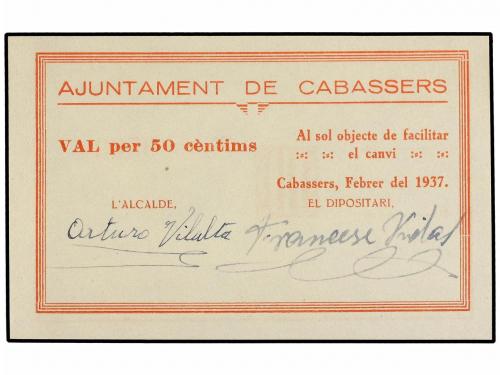 AJUNTAMENT DE CABASSERS
VAL per 50 cèntims
Al sol objecte de facilitar
:-: :-: el canvi :-: :-:
Cabassers, Febrer del 1937.
L'ALCALDE,
EL DIPOSITARI,
Arturo Vilalta
Francesc Vidal